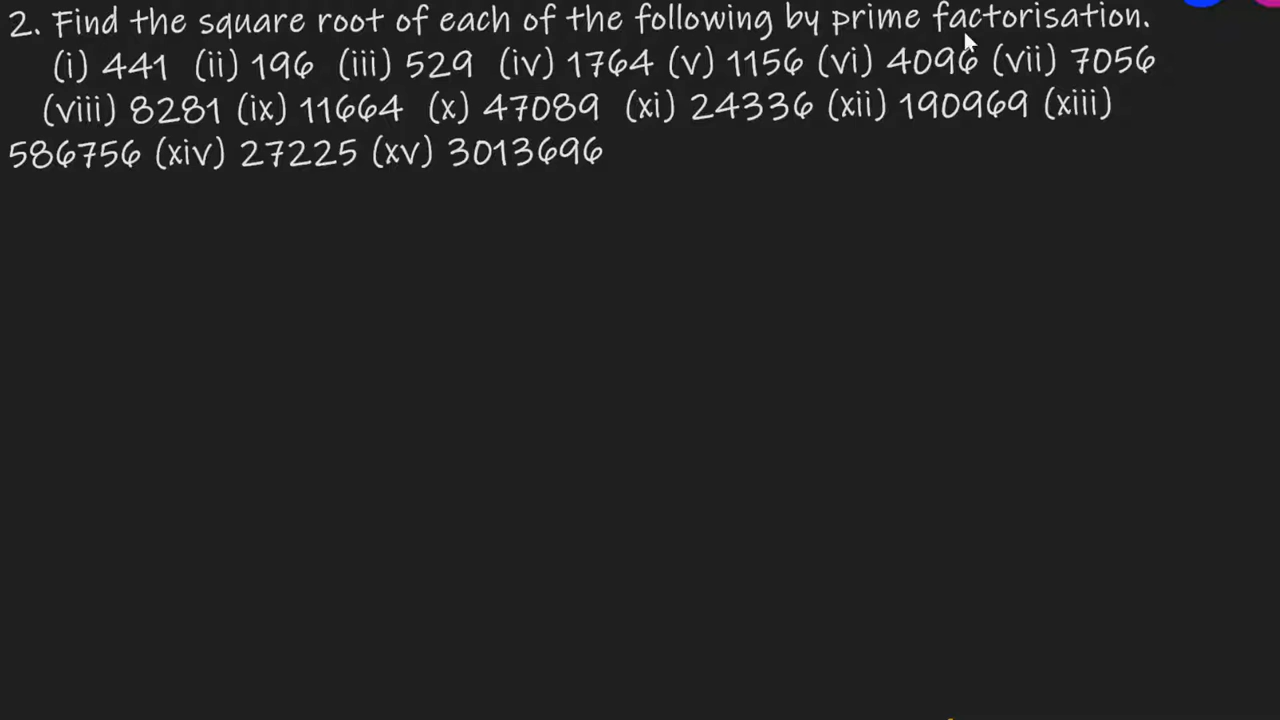 2. Find the square root of each of the following by prime factorisation.
(i) 441 (ii) 196 (iii) 529 (iv) 1764 (v) 1156 (vi) 4096 (vii) 7056
(viii) 8281 (ix) 11664 (x) 47089 (xi) 24336 (xii) 190969 (xiii)
586756 (xiv) 27225 (xv) 3013696